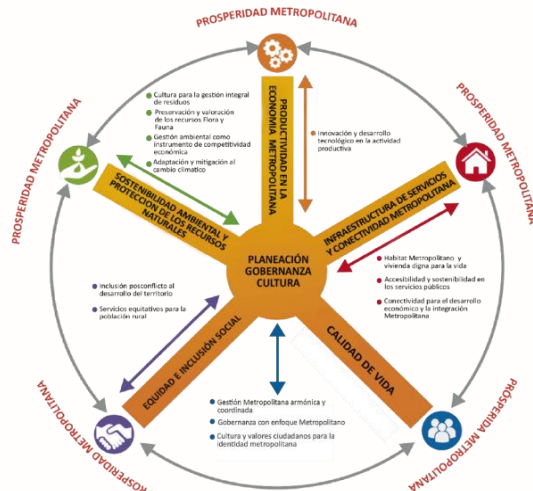 PROSPERIDAD METROPOLITANA
PROSPERIDAD METROPOLITANA
PROSPERIDAD METROPOLITANA
Cultura para la gestión integral
de residuos
Preservación y valoración
de los recursos Flora y
Fauna
Gestión ambiental como
instrumento de competitividad
económica
Adaptación y mitigación al
cambio climatico
PRODUCTIVIDAD EN LA
ECONOMIA METROPOLITANA
Innovación y desarrollo
tecnológico en la actividad
productiva
SOSTENIBILIDAD AMBIENTAL Y
PROTECCION DE LOS RECURSOS
NATURALES
INFRAESTRUCTURA DE SERVICIOS
Y CONECTIVIDAD METROPOLITANA
PLANEACIÓN
GOBERNANZA
CULTURA
Habitat Metropolitano y
vivienda digna para la vida
Accesibilidad y sostenibilidad en
los servicios públicos
Conectividad para el desarrollo
económico y la integración
Metropolitana
Inclusión posconflicto al
desarrollo del territorio
Servicios equitativos para la
población rural
EQUIDAD E INCLUSIÓN SOCIAL
CALIDAD DE VIDA
Gestión Metropolitana armónica y
coordinada
Gobernanza con enfoque Metropolitano
Cultura y valores ciudadanos para la
identidad metropolitana
PROSPERIDAD METROPOLITANA
PROSPERIDA METROPOLITANA